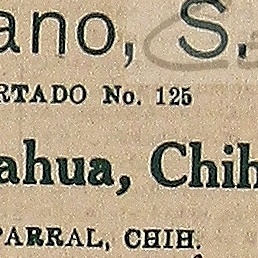 ano, S.
RTADO No. 125
ahua, Chih
PARRAL, CHIH.